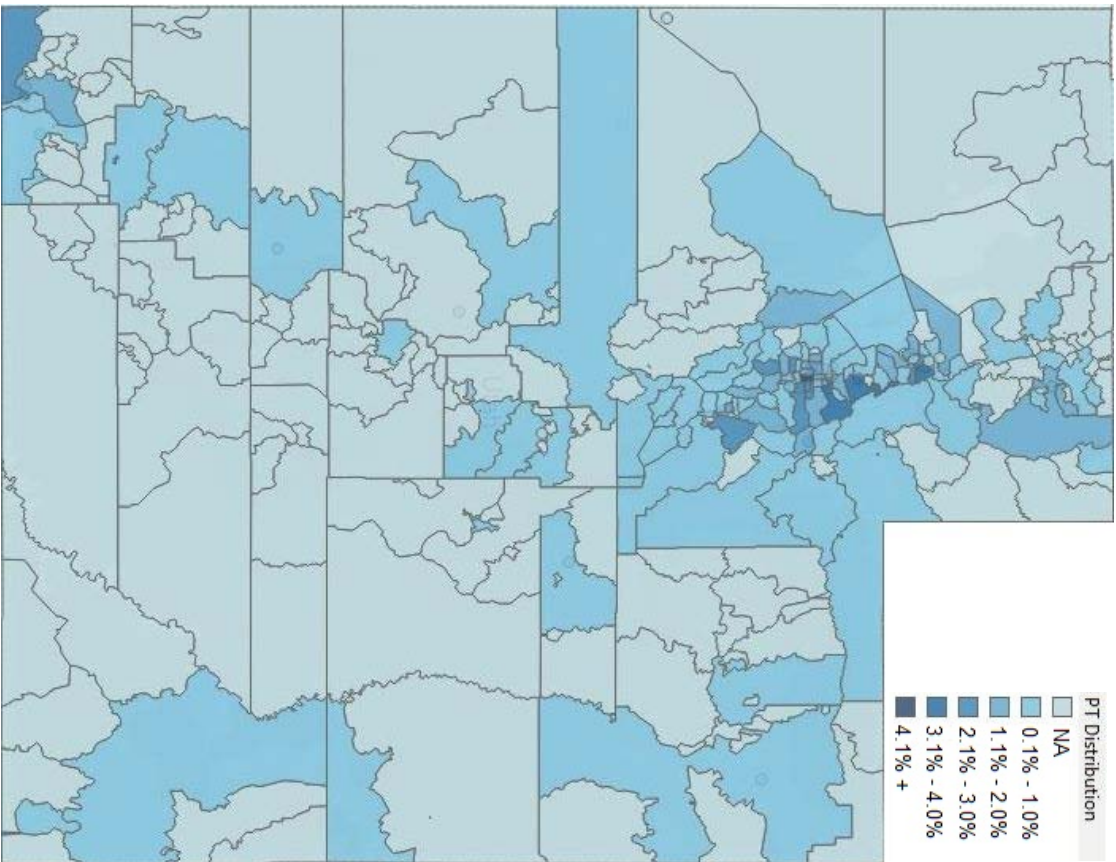 PT Distribution
NA
0.1% - 1.0%
1.1% - 2.0%
2.1% - 3.0%
3.1% - 4.0%
4.1% +